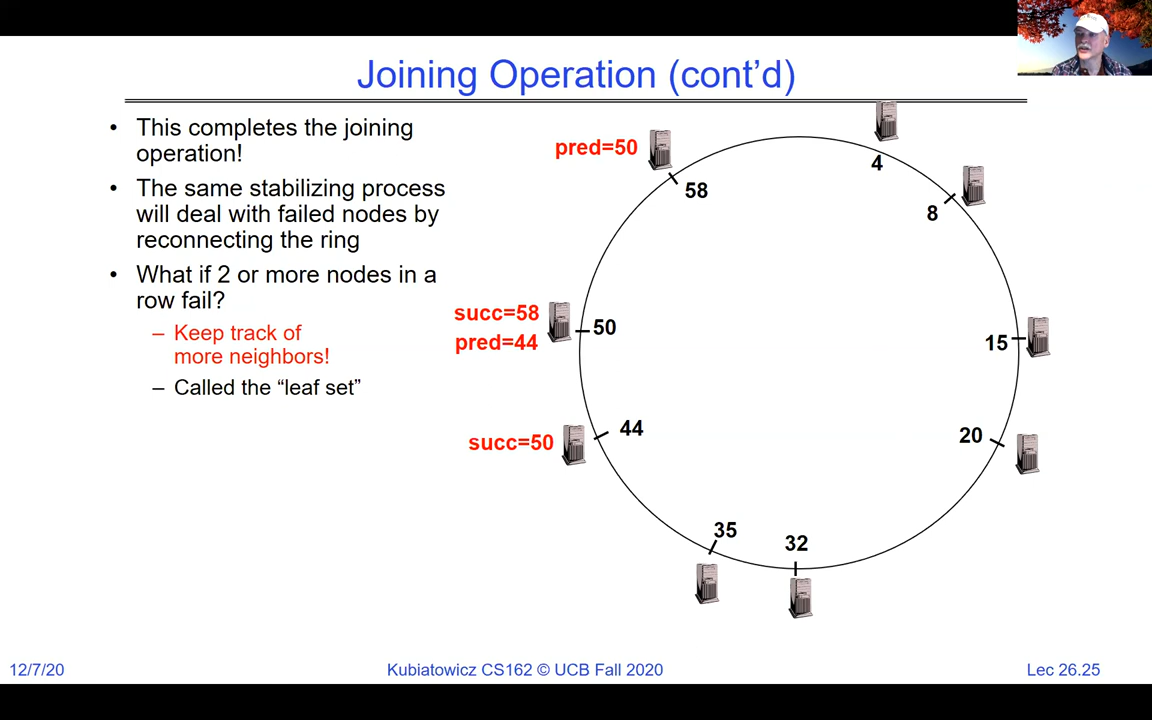 Joining Operation (cont’d)
• This completes the joining
operation!
• The same stabilizing process
will deal with failed nodes by
reconnecting the ring
• What if 2 or more nodes in a
row fail?
– Keep track of
more neighbors!
– Called the “leaf set”
pred=50
58
4
8
succ=58
pred=44
50
15
succ=50
44
20
35
32
12/7/20
Kubiatowicz CS162 © UCB Fall 2020
Lec 26.25